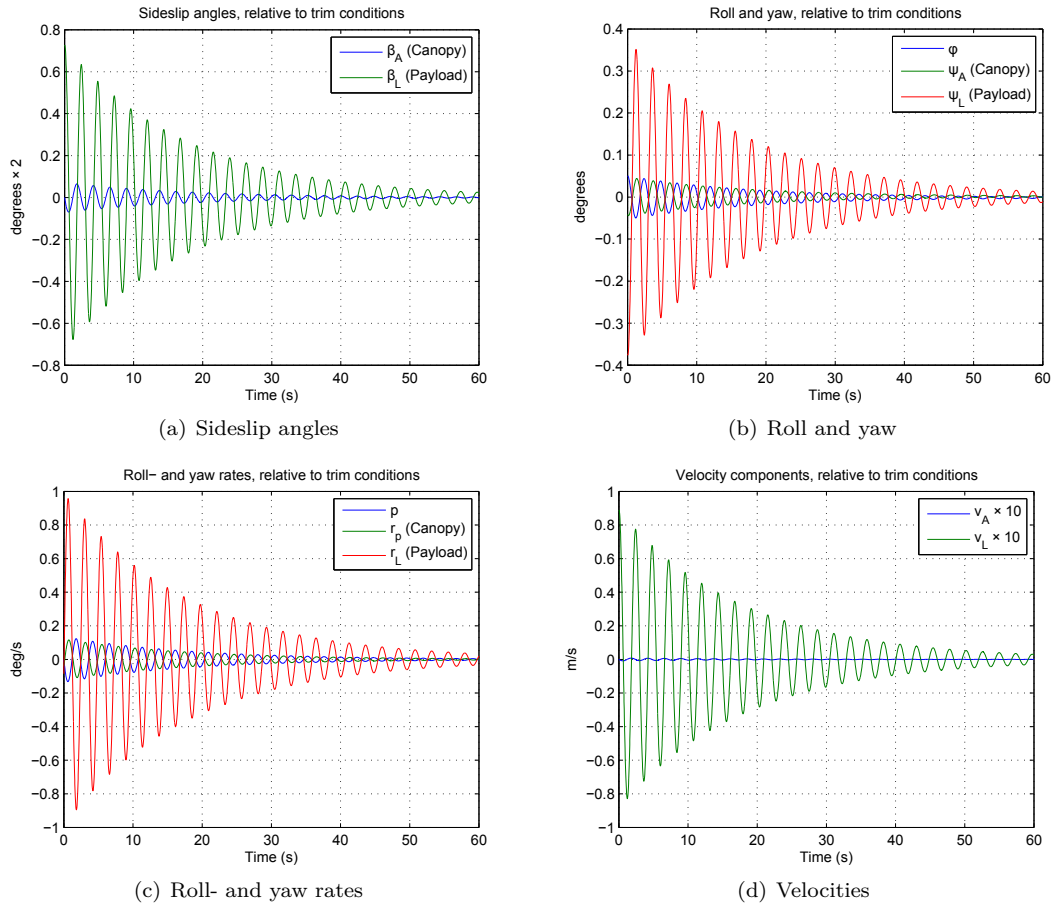 Sideslip angles, relative to trim conditions
β_A (Canopy)
β_L (Payload)
degrees × 2
0.8
0.6
0.4
0.2
0
−0.2
−0.4
−0.6
−0.8
0 10 20 30 40 50 60
Time (s)
(a) Sideslip angles
Roll and yaw, relative to trim conditions
φ
ψ_A (Canopy)
ψ_L (Payload)
degrees
0.4
0.3
0.2
0.1
0
−0.1
−0.2
−0.3
−0.4
0 10 20 30 40 50 60
Time (s)
(b) Roll and yaw
Roll− and yaw rates, relative to trim conditions
p
r_p (Canopy)
r_L (Payload)
deg/s
1
0.8
0.6
0.4
0.2
0
−0.2
−0.4
−0.6
−0.8
−1
0 10 20 30 40 50 60
Time (s)
(c) Roll- and yaw rates
Velocity components, relative to trim conditions
v_A × 10
v_L × 10
m/s
1
0.8
0.6
0.4
0.2
0
−0.2
−0.4
−0.6
−0.8
−1
0 10 20 30 40 50 60
Time (s)
(d) Velocities